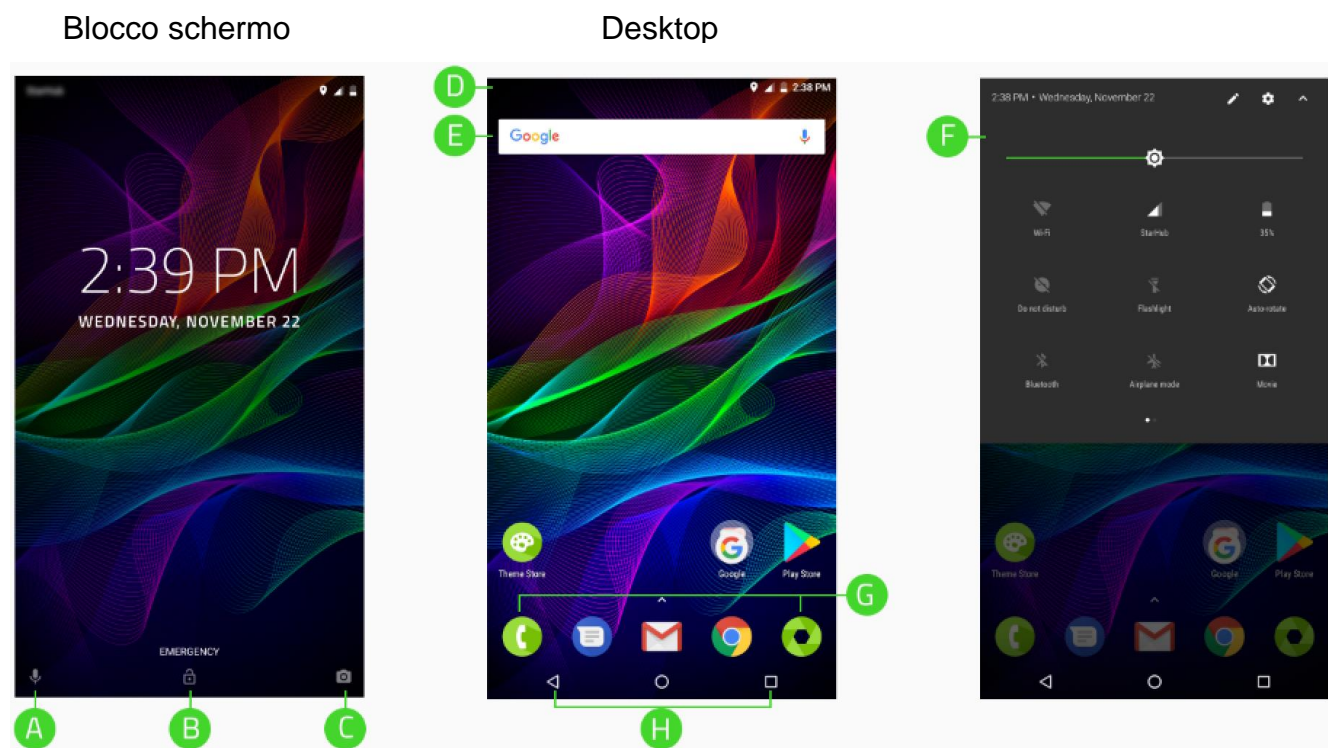 Blocco schermo
Desktop
2:39 PM
WEDNESDAY, NOVEMBER 22
EMERGENCY
A
B
C
D
2:38 PM
E
Google
Theme Store
Google
Play Store
G
H
F
2:38 PM • Wednesday, November 22
Wi-Fi
StarHub
35%
Do not disturb
Flashlight
Auto-rotate
Bluetooth
Airplane mode
Movie
Theme Store
Google
Play Store